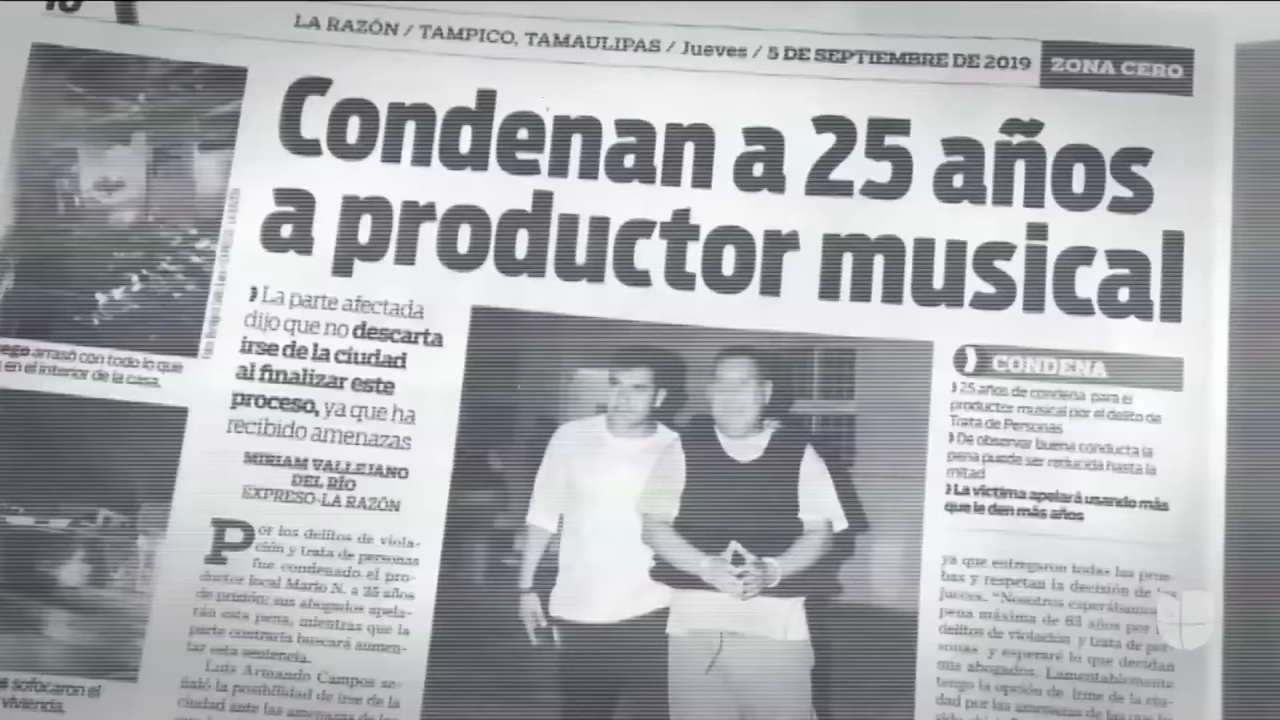 LA RAZÓN / TAMPICO, TAMAULIPAS / Jueves / 5 DE SEPTIEMBRE DE 2019
ZONA CERO
Condenan a 25 años
a productor musical
La parte afectada
dijo que no descarta
irse de la ciudad
al finalizar este
proceso, ya que ha
recibido amenazas
MIRIAM VALLEJANO
DEL RÍO
EXPRESO-LA RAZÓN
Por los delitos de viola-
ción y trata de personas
fue condenado el pro-
ductor local Mario N. a 25 años
de prisión; sus abogados apela-
rán esta pena, mientras que la
parte contraria buscará aumen-
tar esta sentencia.
Luis Armando Campos se-
ñaló la posibilidad de irse de la
ciudad ante las amenazas de
CONDENA
25 años de condena para el
productor musical por el delito de
Trata de Personas
De observar buena conducta la
pena puede ser reducida hasta la
mitad
La víctima apelará usando más
que le den más años
ya que entregaron todas las prue-
bas y respetan la decisión de
jueces. "Nosotros esperábamos
pena máxima de 63 años por
delitos de violación y trata de per-
sonas y esperaré lo que decidan
mis abogados. Lamentablemente
tengo la opción de irme de la ciu-
dad por las amenazas de
arrasó con todo lo que
en el interior de la casa.
sofocaron el
vivienda.